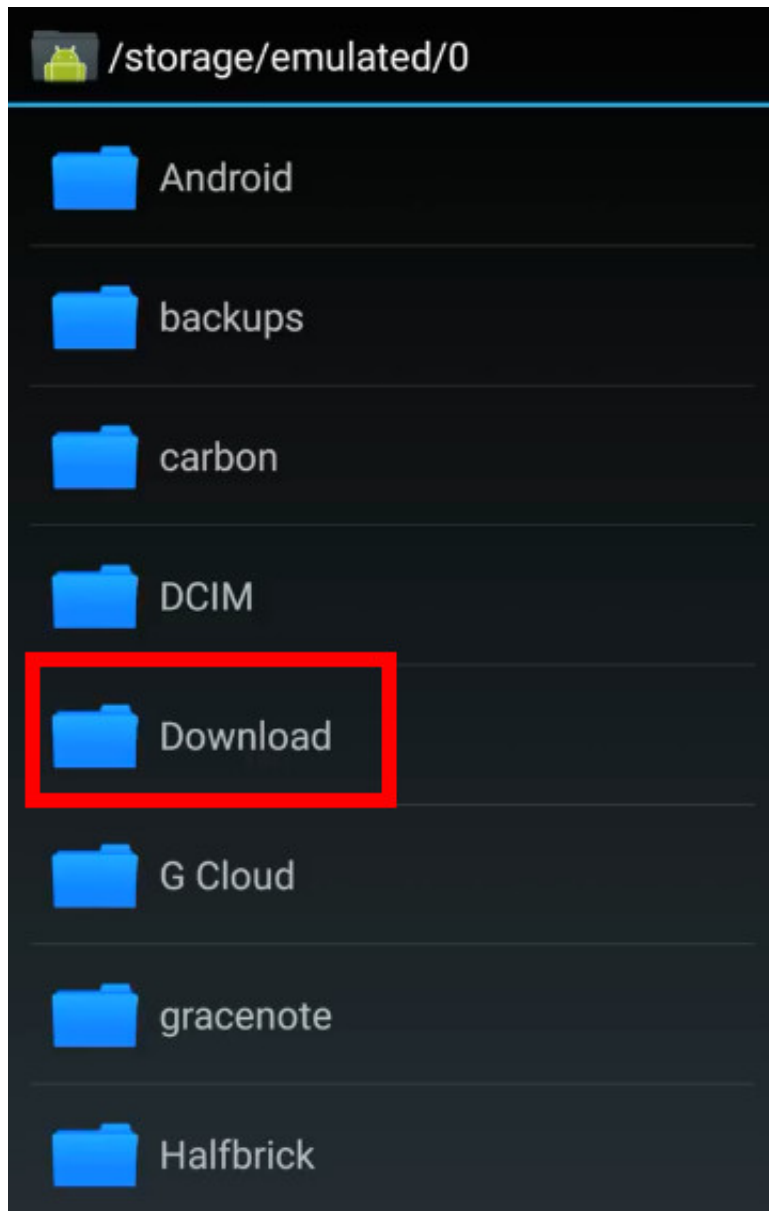 /storage/emulated/0
Android
backups
carbon
DCIM
Download
G Cloud
gracenote
Halfbrick